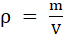 ρ = m/V